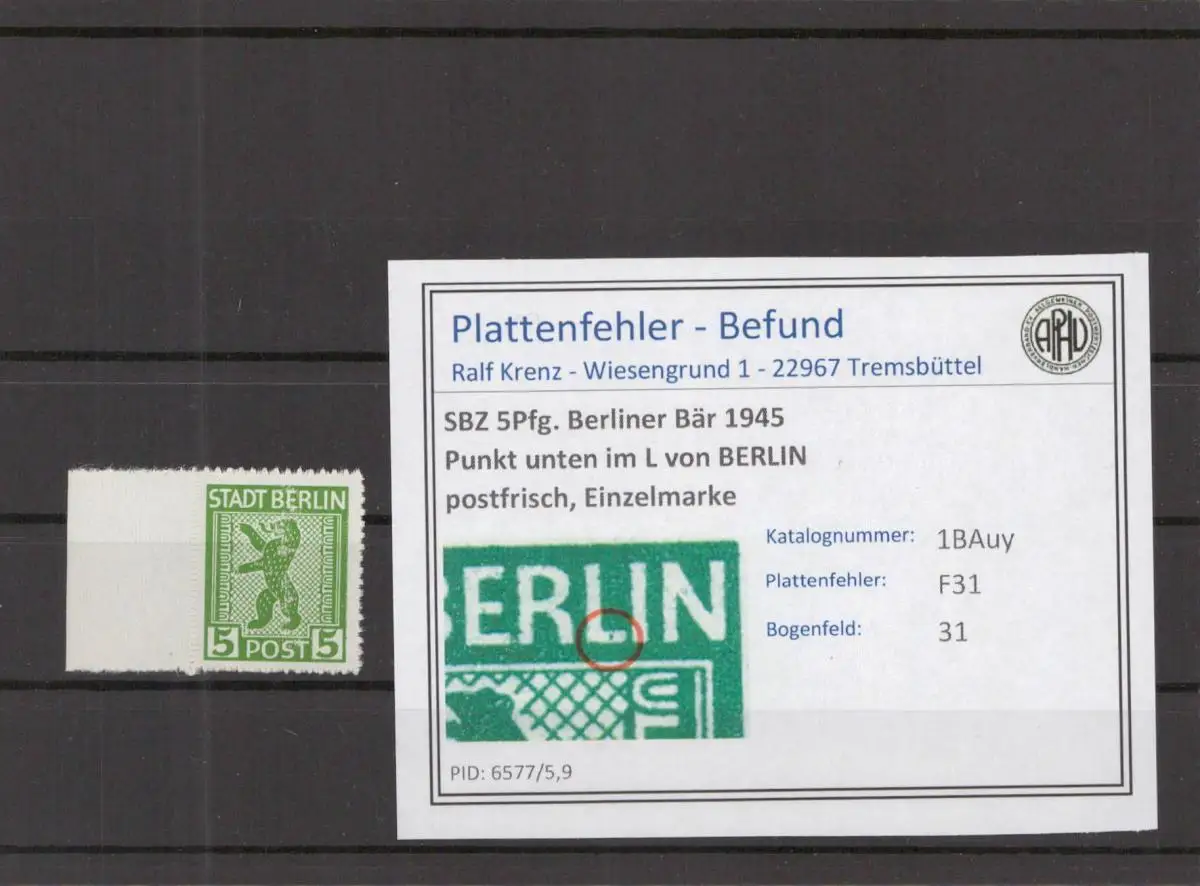 STADT BERLIN
5 POST 5
Plattenfehler - Befund
Ralf Krenz - Wiesengrund 1 - 22967 Tremsbüttel
APHV
SBZ 5Pfg. Berliner Bär 1945
Punkt unten im L von BERLIN
postfrisch, Einzelmarke
BERLIN
Katalognummer: 1BAuy
Plattenfehler: F31
Bogenfeld: 31
PID: 6577/5,9